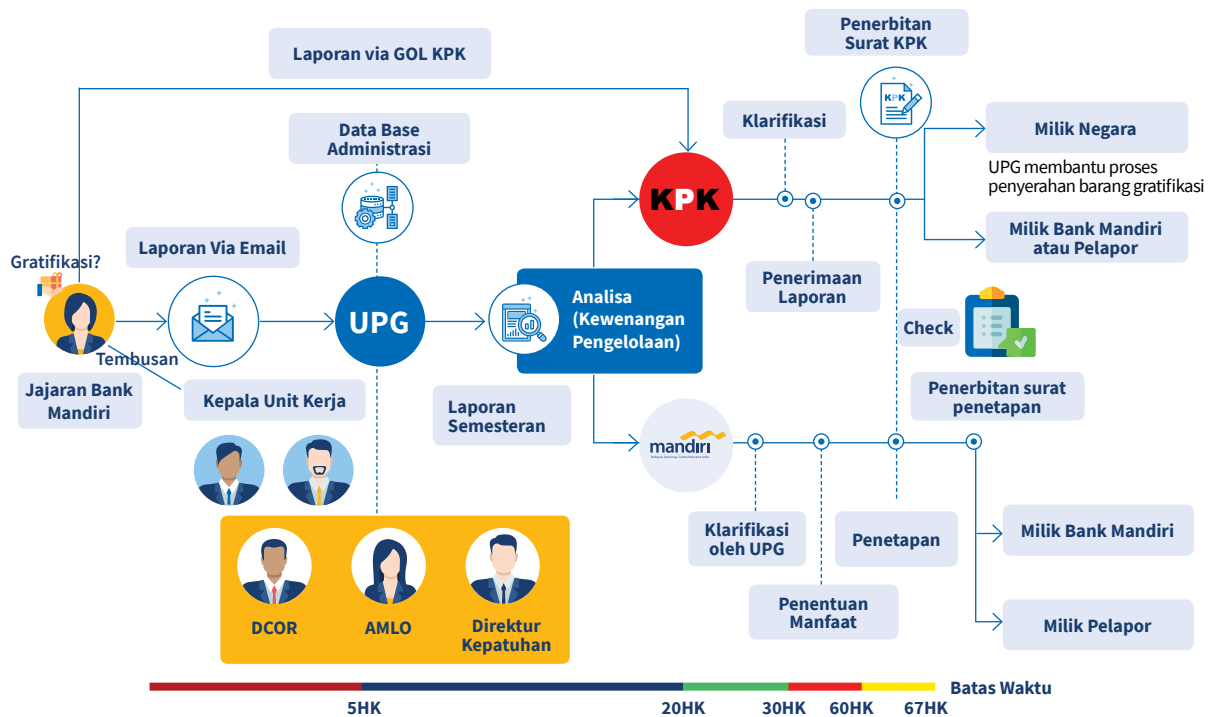 Laporan via GOL KPK
Penerbitan
Surat KPK
KPK
Data Base
Administrasi
Klarifikasi
Milik Negara
UPG membantu proses
penyerahan barang gratifikasi
KPK
Milik Bank Mandiri
atau Pelapor
Penerimaan
Laporan
Laporan Via Email
Gratifikasi?
UPG
Analisa
(Kewenangan
Pengelolaan)
Check
Tembusan
Jajaran Bank
Mandiri
Kepala Unit Kerja
Laporan
Semesteran
Penerbitan surat
penetapan
mandiri
Klarifikasi
oleh UPG
Penetapan
Milik Bank Mandiri
Penentuan
Manfaat
Milik Pelapor
DCOR
AMLO
Direktur
Kepatuhan
Batas Waktu
5HK
20HK
30HK
60HK
67HK